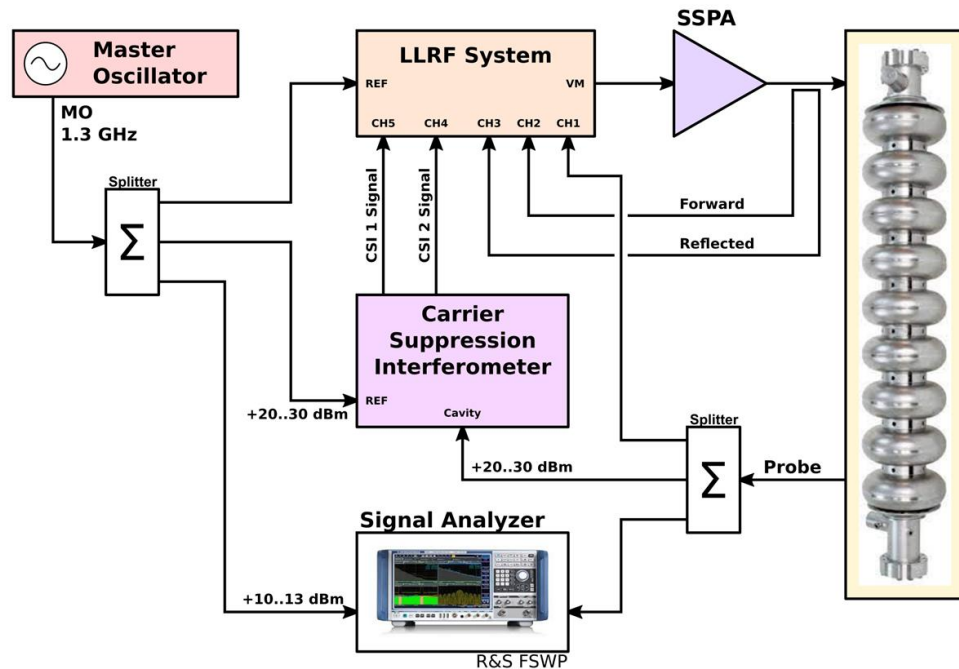 SSPA
Master
Oscillator
LLRF System
REF
VM
CH5
CH4
CH3
CH2
CH1
MO
1.3 GHz
Splitter
Σ
CSI 1 Signal
CSI 2 Signal
Forward
Reflected
Carrier
Suppression
Interferometer
REF
Cavity
+20..30 dBm
+20..30 dBm
Splitter
Σ
Probe
Signal Analyzer
+10..13 dBm
R&S FSWP